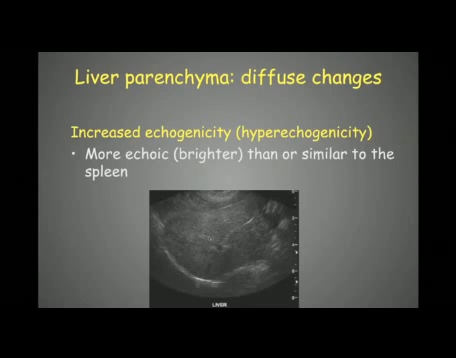 Liver parenchyma: diffuse changes
Increased echogenicity (hyperechogenicity)
• More echoic (brighter) than or similar to the
spleen
LIVER